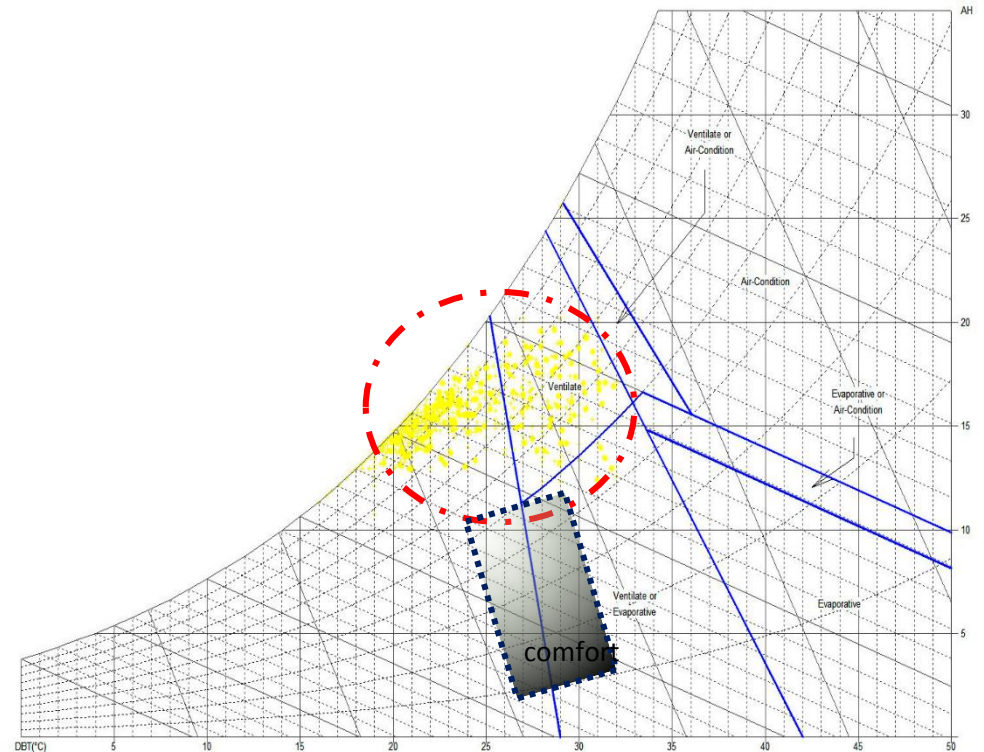 AH
30
Ventilate or
Air-Condition
25
Air-Condition
20
Ventilate
Evaporative or
Air-Condition
15
10
Ventilate or
Evaporative
Evaporative
comfort
5
DBT(°C)
5
10
15
20
25
30
35
40
45
50